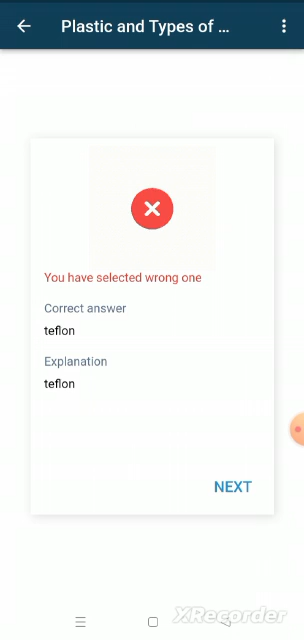 Plastic and Types of ...
You have selected wrong one
Correct answer
teflon
Explanation
teflon
NEXT
XRecorder